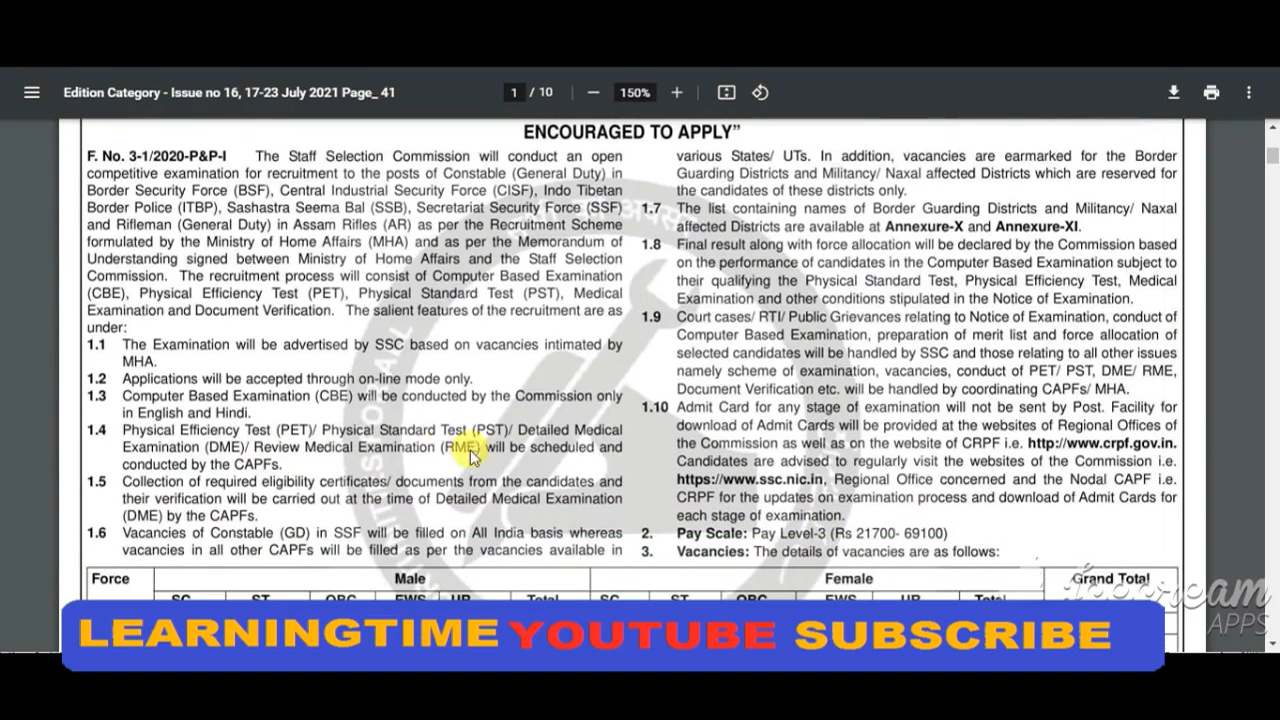 Edition Category - Issue no 16, 17-23 July 2021 Page_ 41
1 / 10
150%
ENCOURAGED TO APPLY”
F. No. 3-1/2020-P&P-I The Staff Selection Commission will conduct an open
competitive examination for recruitment to the posts of Constable (General Duty) in
Border Security Force (BSF), Central Industrial Security Force (CISF), Indo Tibetan
Border Police (ITBP), Sashastra Seema Bal (SSB), Secretariat Security Force (SSF)
and Rifleman (General Duty) in Assam Rifles (AR) as per the Recruitment Scheme
formulated by the Ministry of Home Affairs (MHA) and as per the Memorandum of
Understanding signed between Ministry of Home Affairs and the Staff Selection
Commission. The recruitment process will consist of Computer Based Examination
(CBE), Physical Efficiency Test (PET), Physical Standard Test (PST), Medical
Examination and Document Verification. The salient features of the recruitment are as
under:
1.1 The Examination will be advertised by SSC based on vacancies intimated by
MHA.
1.2 Applications will be accepted through on-line mode only.
1.3 Computer Based Examination (CBE) will be conducted by the Commission only
in English and Hindi.
1.4 Physical Efficiency Test (PET)/ Physical Standard Test (PST)/ Detailed Medical
Examination (DME)/ Review Medical Examination (RME) will be scheduled and
conducted by the CAPFs.
1.5 Collection of required eligibility certificates/ documents from the candidates and
their verification will be carried out at the time of Detailed Medical Examination
(DME) by the CAPFs.
1.6 Vacancies of Constable (GD) in SSF will be filled on All India basis whereas
vacancies in all other CAPFs will be filled as per the vacancies available in
various States/ UTs. In addition, vacancies are earmarked for the Border
Guarding Districts and Militancy/ Naxal affected Districts which are reserved for
the candidates of these districts only.
1.7 The list containing names of Border Guarding Districts and Militancy/ Naxal
affected Districts are available at Annexure-X and Annexure-XI.
1.8 Final result along with force allocation will be declared by the Commission based
on the performance of candidates in the Computer Based Examination subject to
their qualifying the Physical Standard Test, Physical Efficiency Test, Medical
Examination and other conditions stipulated in the Notice of Examination.
1.9 Court cases/ RTI/ Public Grievances relating to Notice of Examination, conduct of
Computer Based Examination, preparation of merit list and force allocation of
selected candidates will be handled by SSC and those relating to all other issues
namely scheme of examination, vacancies, conduct of PET/ PST, DME/ RME,
Document Verification etc. will be handled by coordinating CAPFs/ MHA.
1.10 Admit Card for any stage of examination will not be sent by Post. Facility for
download of Admit Cards will be provided at the websites of Regional Offices of
the Commission as well as on the website of CRPF i.e. http://www.crpf.gov.in.
Candidates are advised to regularly visit the websites of the Commission i.e.
https://www.ssc.nic.in, Regional Office concerned and the Nodal CAPF i.e.
CRPF for the updates on examination process and download of Admit Cards for
each stage of examination.
2. Pay Scale: Pay Level-3 (Rs 21700- 69100)
3. Vacancies: The details of vacancies are as follows:
Force Male Female Grand Total
SC ST OBC EWS UR Total SC ST OBC EWS UR Total
APPS
LEARNINGTIME YOUTUBE SUBSCRIBE